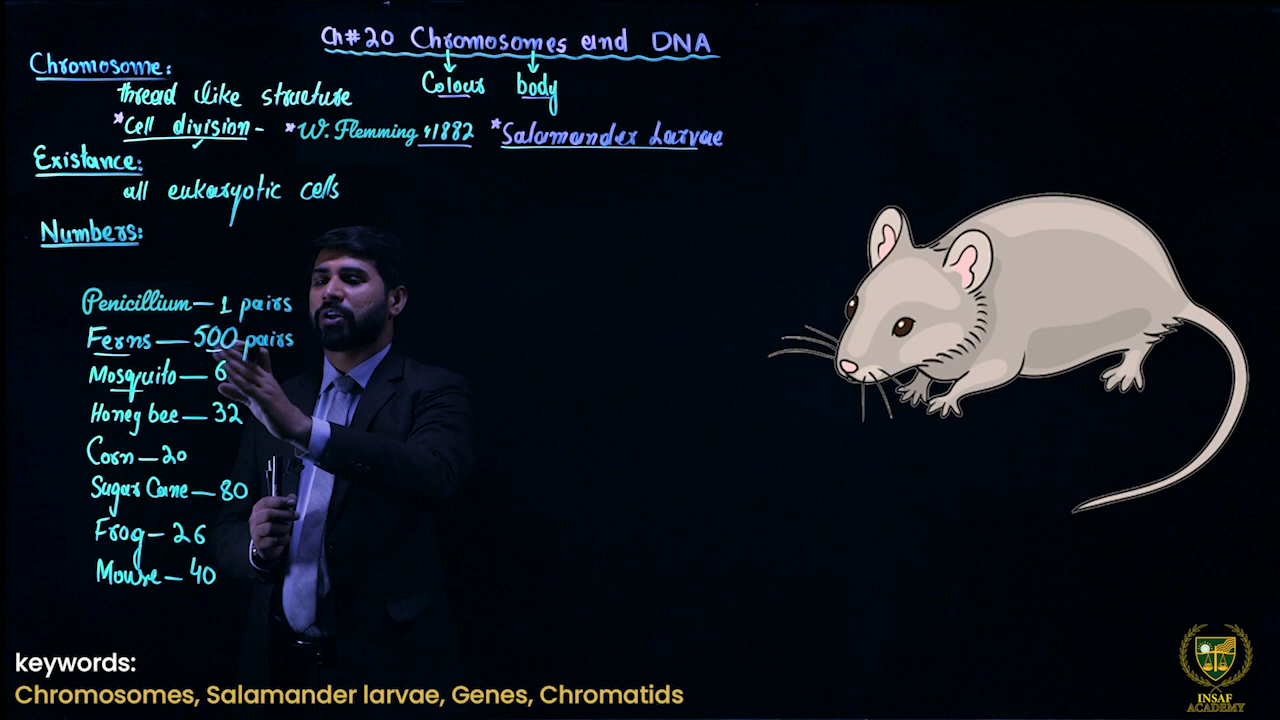 Ch#20 Chromosomes and DNA
Colour body
Chromosome:
thread like structure
*Cell division- *W. Flemming 1882 *Salamander Larvae
Existance:
all eukaryotic cells
Numbers:
Penicillium — 1 pairs
Ferns — 500 pairs
Mosquito — 6
Honey bee — 32
Corn — 20
Sugar Cane — 80
Frog — 26
Mouse — 40
keywords:
Chromosomes, Salamander larvae, Genes, Chromatids
INSAF
ACADEMY